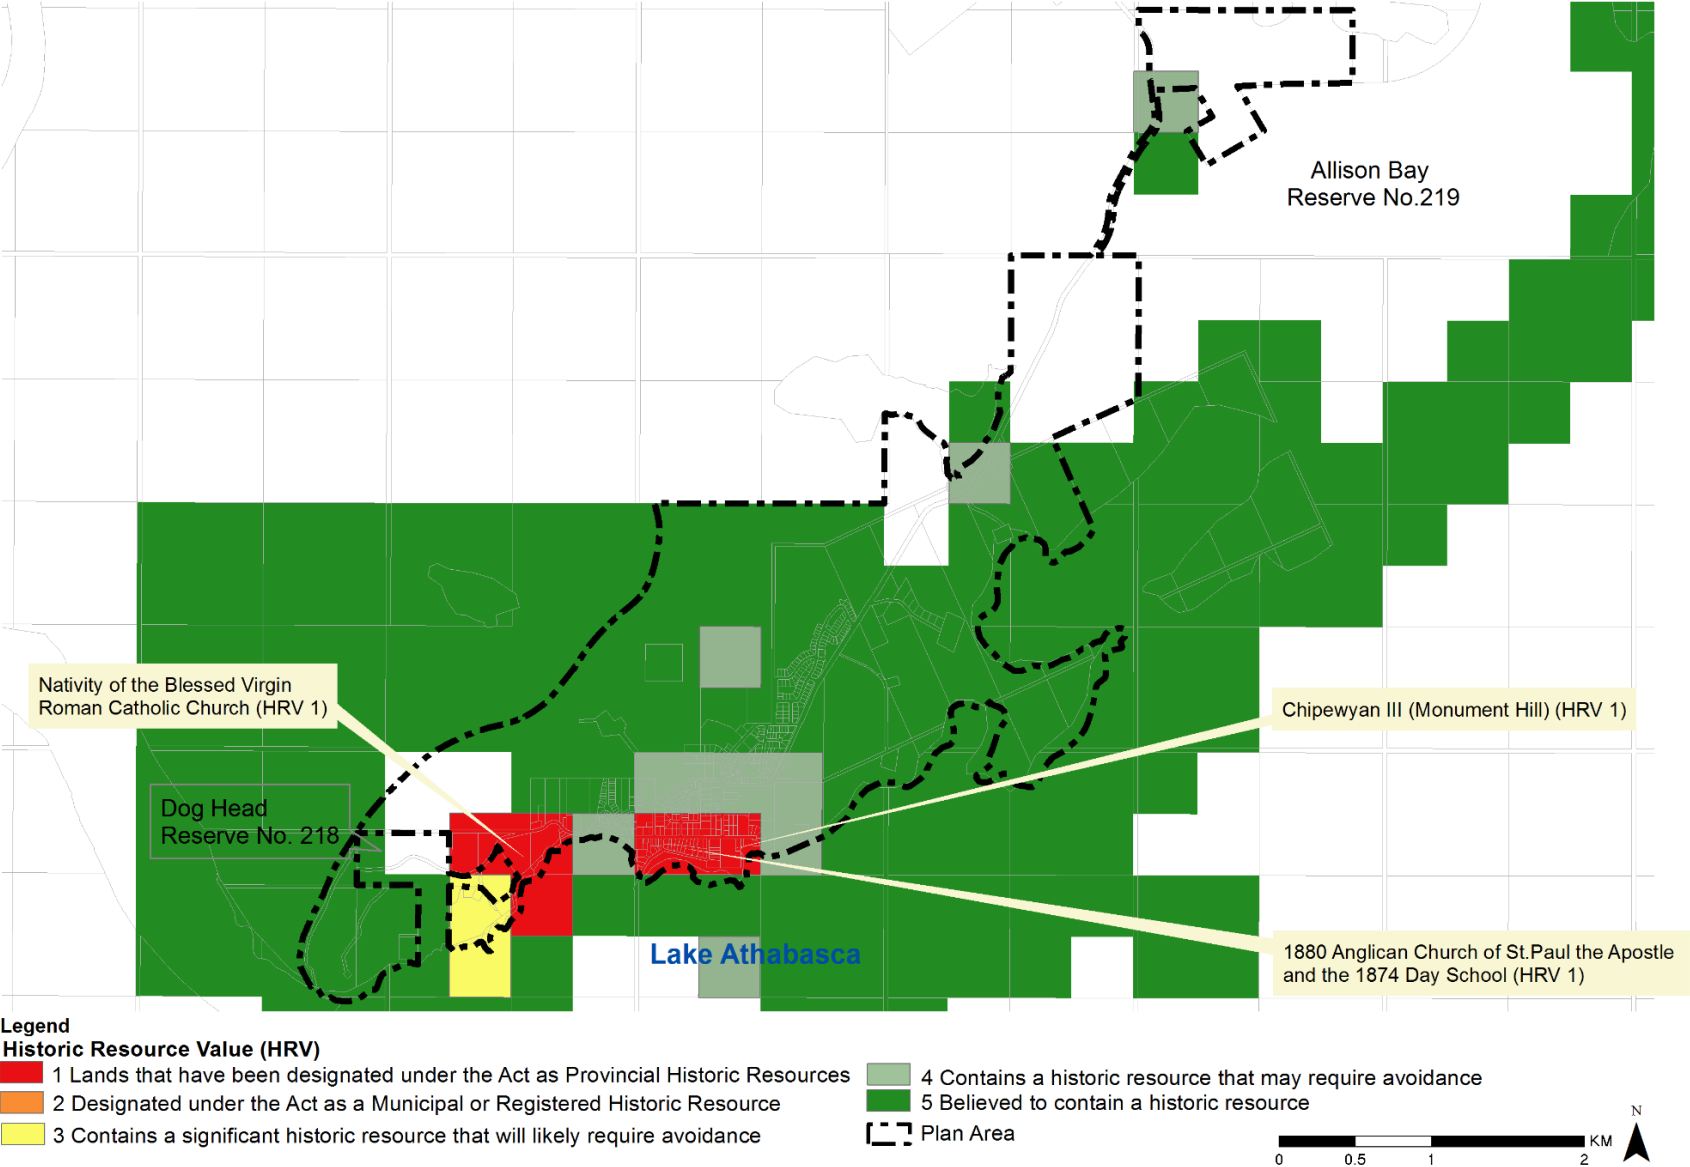 Allison Bay
Reserve No.219
Nativity of the Blessed Virgin
Roman Catholic Church (HRV 1)
Chipewyan III (Monument Hill) (HRV 1)
Dog Head
Reserve No. 218
Lake Athabasca
1880 Anglican Church of St.Paul the Apostle
and the 1874 Day School (HRV 1)
Legend
Historic Resource Value (HRV)
1 Lands that have been designated under the Act as Provincial Historic Resources
2 Designated under the Act as a Municipal or Registered Historic Resource
3 Contains a significant historic resource that will likely require avoidance
4 Contains a historic resource that may require avoidance
5 Believed to contain a historic resource
Plan Area
N
KM
0 0.5 1 2